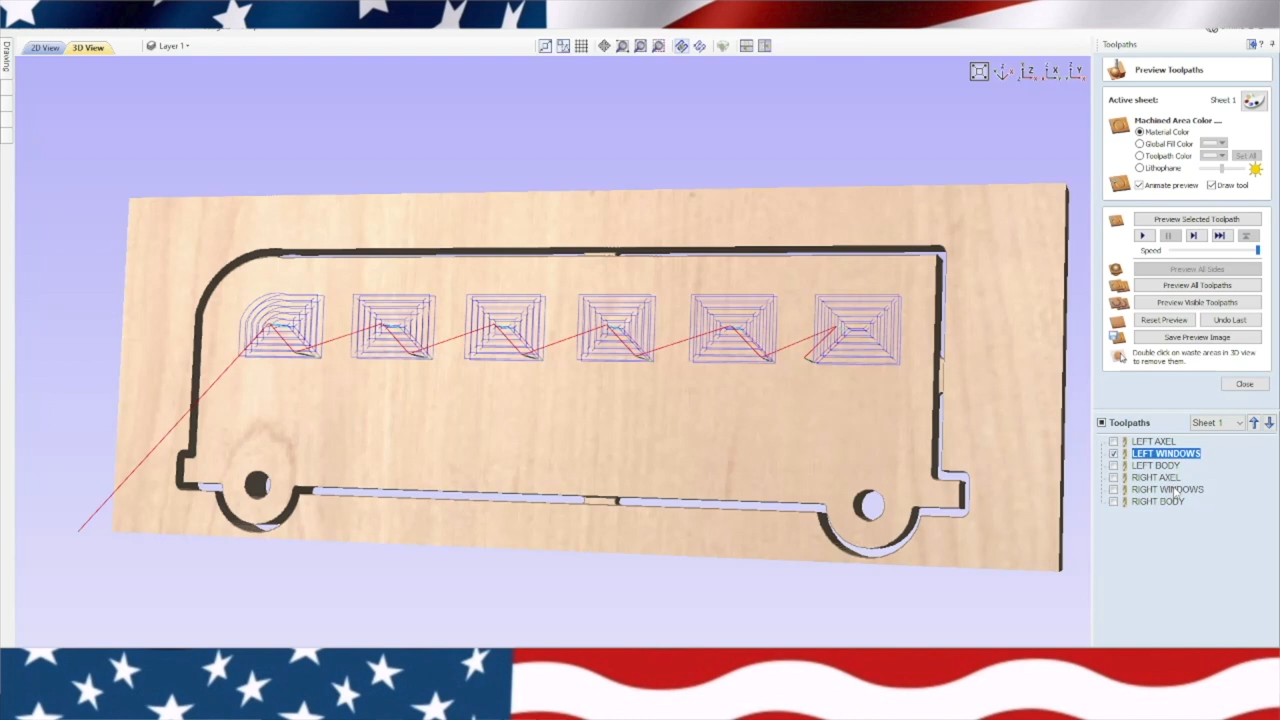 Drawing
2D View 3D View
Layer 1
Toolpaths
Preview Toolpaths
Active sheet: Sheet 1
Machined Area Color ....
Material Color
Global Fill Color
Toolpath Color Set All
Lithophane
Animate preview Draw tool
Preview Selected Toolpath
Speed
Preview All Sides
Preview All Toolpaths
Preview Visible Toolpaths
Reset Preview Undo Last
Save Preview Image
Double click on waste areas in 3D view
to remove them.
Close
Toolpaths Sheet 1
LEFT AXEL
LEFT WINDOWS
LEFT BODY
RIGHT AXEL
RIGHT WINDOWS
RIGHT BODY